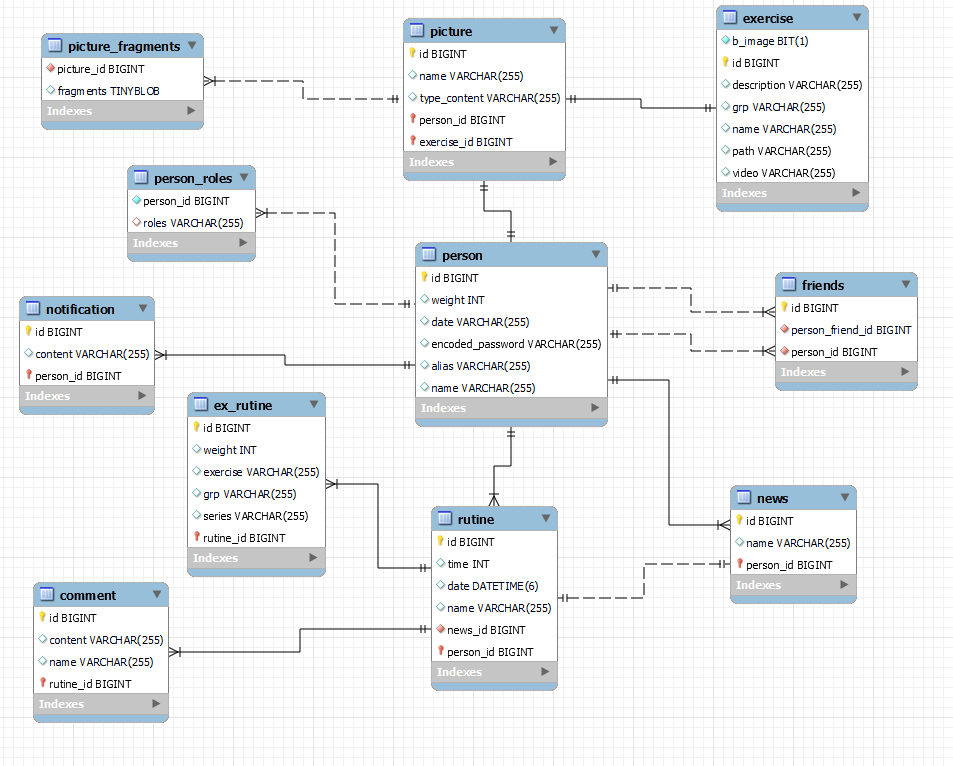 picture_fragments
picture_id BIGINT
fragments TINYBLOB
Indexes
picture
id BIGINT
name VARCHAR(255)
type_content VARCHAR(255)
person_id BIGINT
exercise_id BIGINT
Indexes
exercise
b_image BIT(1)
id BIGINT
description VARCHAR(255)
grp VARCHAR(255)
name VARCHAR(255)
path VARCHAR(255)
video VARCHAR(255)
Indexes
person_roles
person_id BIGINT
roles VARCHAR(255)
Indexes
person
id BIGINT
weight INT
date VARCHAR(255)
encoded_password VARCHAR(255)
alias VARCHAR(255)
name VARCHAR(255)
Indexes
friends
id BIGINT
person_friend_id BIGINT
person_id BIGINT
Indexes
notification
id BIGINT
content VARCHAR(255)
person_id BIGINT
Indexes
ex_rutine
id BIGINT
weight INT
exercise VARCHAR(255)
grp VARCHAR(255)
series VARCHAR(255)
rutine_id BIGINT
Indexes
rutine
id BIGINT
time INT
date DATETIME(6)
name VARCHAR(255)
news_id BIGINT
person_id BIGINT
Indexes
news
id BIGINT
name VARCHAR(255)
person_id BIGINT
Indexes
comment
id BIGINT
content VARCHAR(255)
name VARCHAR(255)
rutine_id BIGINT
Indexes